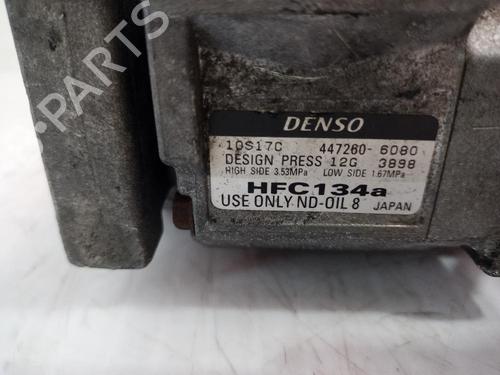 B-PARTS
DENSO
10S17C 447260-6080
DESIGN PRESS 12G 3898
HIGH SIDE 3.53MPa LOW SIDE 1.67MPa
HFC134a
USE ONLY ND-OIL 8 JAPAN